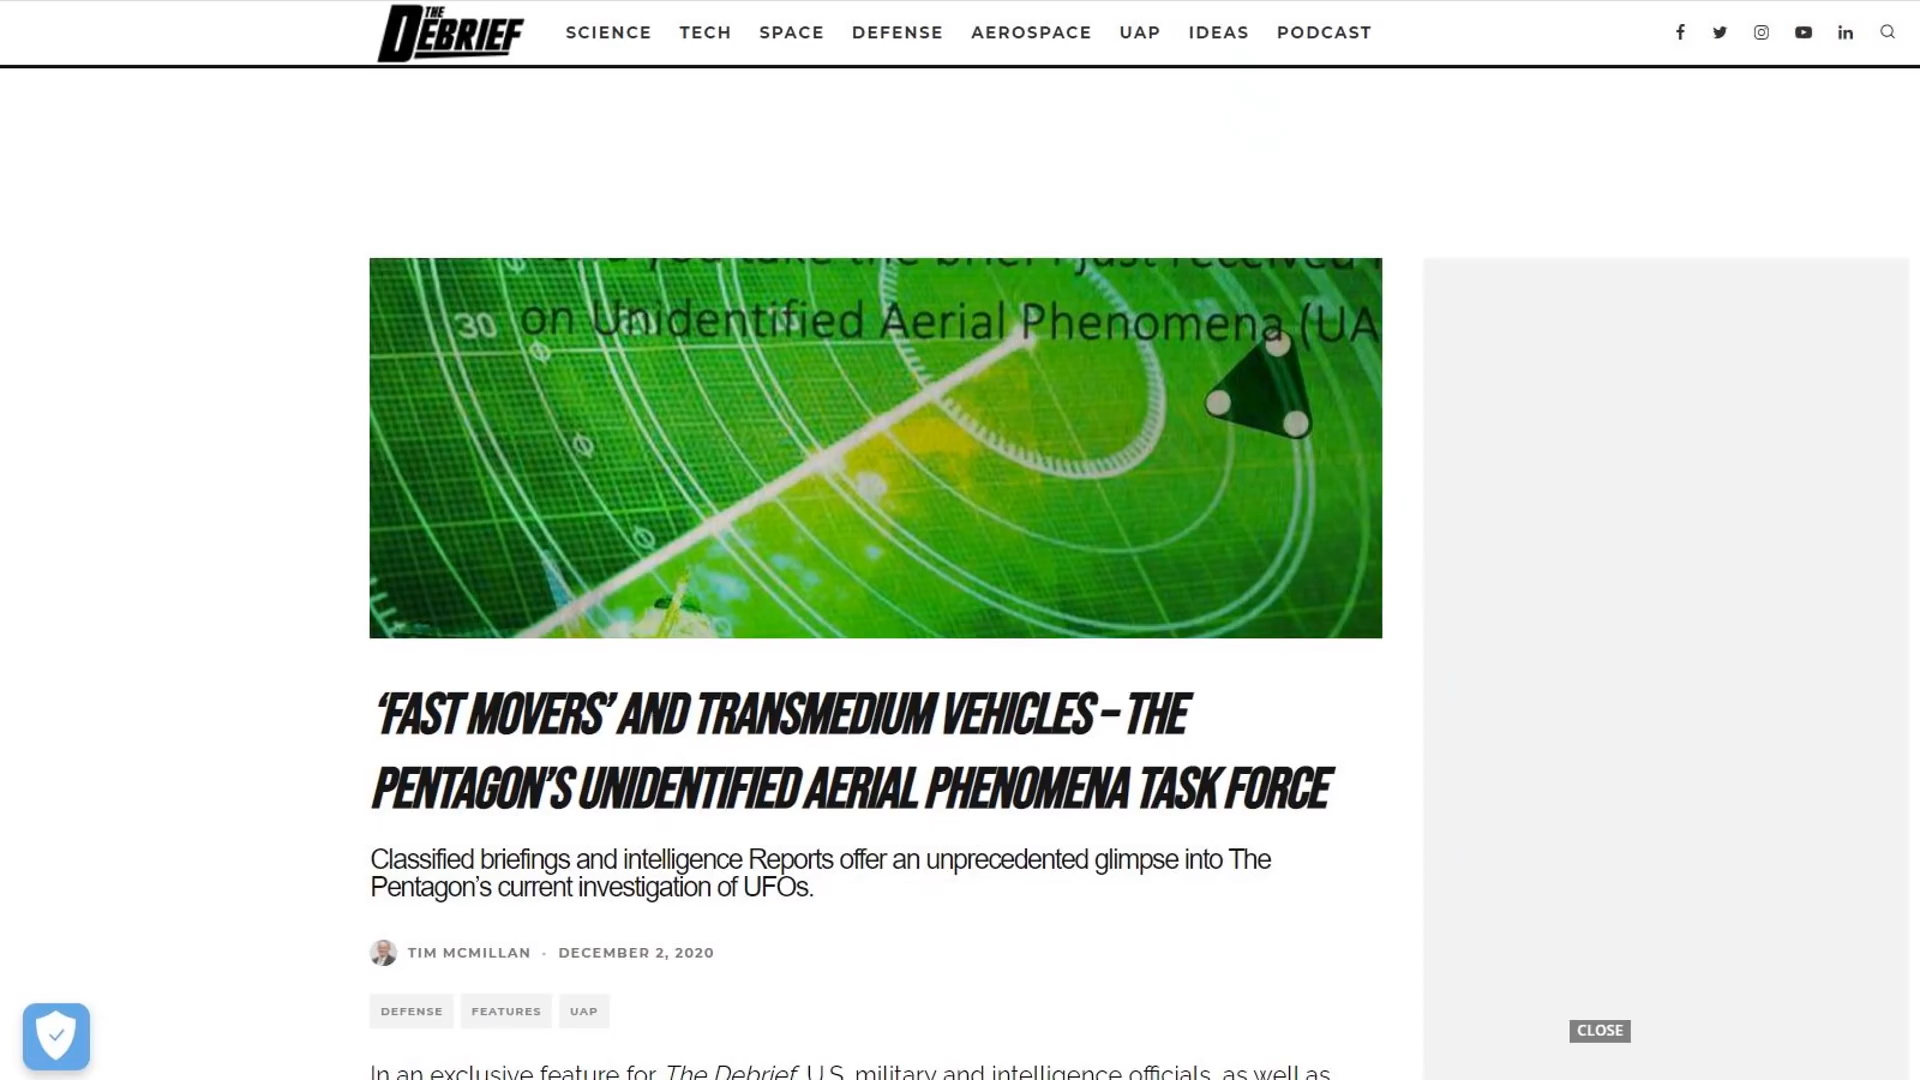 THE DEBRIEF
SCIENCE TECH SPACE DEFENSE AEROSPACE UAP IDEAS PODCAST
you take the brief I just received
on Unidentified Aerial Phenomena (UA
30
‘FAST MOVERS’ AND TRANSMEDIUM VEHICLES – THE
PENTAGON’S UNIDENTIFIED AERIAL PHENOMENA TASK FORCE
Classified briefings and intelligence Reports offer an unprecedented glimpse into The
Pentagon’s current investigation of UFOs.
TIM MCMILLAN · DECEMBER 2, 2020
DEFENSE FEATURES UAP
CLOSE
In an exclusive feature for The Debrief, U.S. military and intelligence officials, as well as